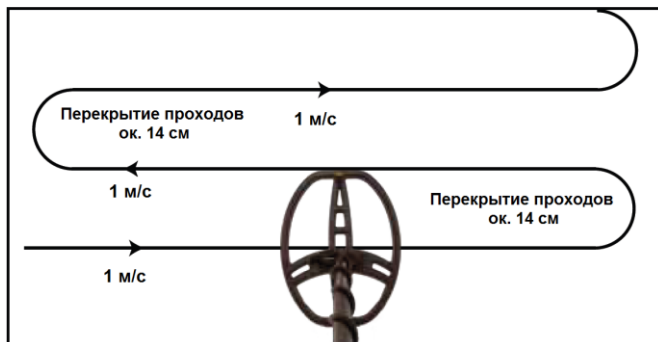 Перекрытие проходов
ок. 14 см
1 м/с
1 м/с
Перекрытие проходов
ок. 14 см
1 м/с